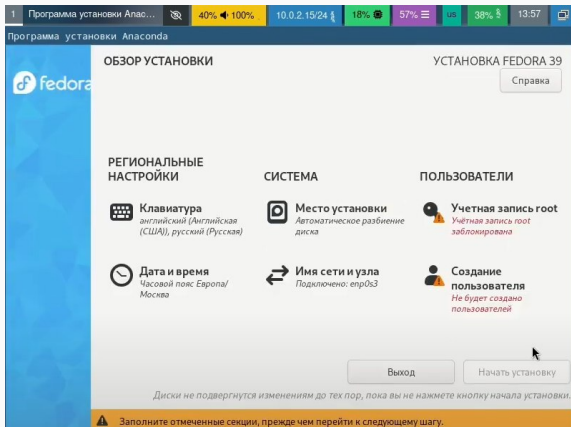 1 Программа установки Anac... 40% 100% 10.0.2.15/24 18% 57% us 38% 13:57
Программа установки Anaconda
fedora
ОБЗОР УСТАНОВКИ
УСТАНОВКА FEDORA 39
Справка
РЕГИОНАЛЬНЫЕ
НАСТРОЙКИ
Клавиатура
английский (Английская
(США)), русский (Русская)
Дата и время
Часовой пояс Европа/
Москва
СИСТЕМА
Место установки
Автоматическое разбиение
диска
Имя сети и узла
Подключено: enp0s3
ПОЛЬЗОВАТЕЛИ
Учетная запись root
Учётная запись root
заблокирована
Создание
пользователя
Не будет создано
пользователей
Выход
Начать установку
Диски не подвергнутся изменениям до тех пор, пока вы не нажмете кнопку начала установки.
Заполните отмеченные секции, прежде чем перейти к следующему шагу.